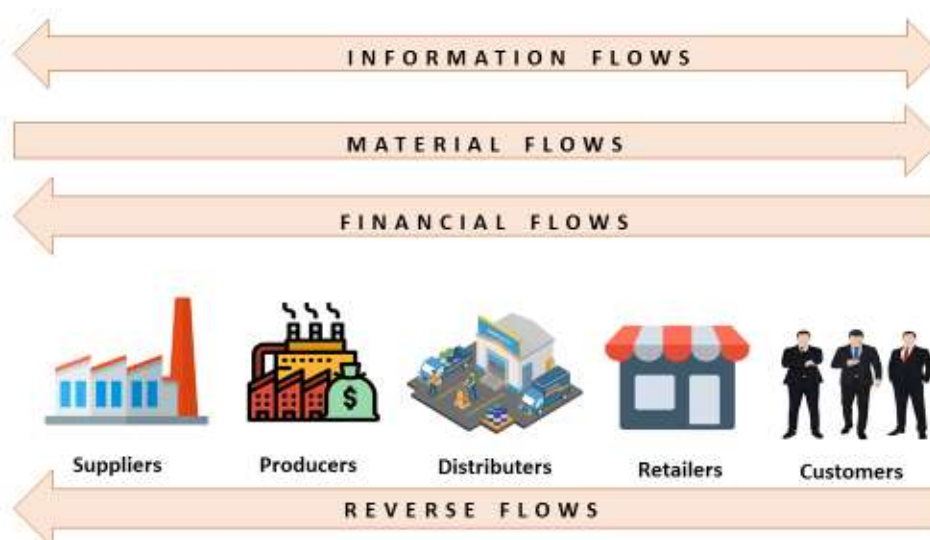 INFORMATION FLOWS
MATERIAL FLOWS
FINANCIAL FLOWS
$
Suppliers Producers Distributers Retailers Customers
REVERSE FLOWS